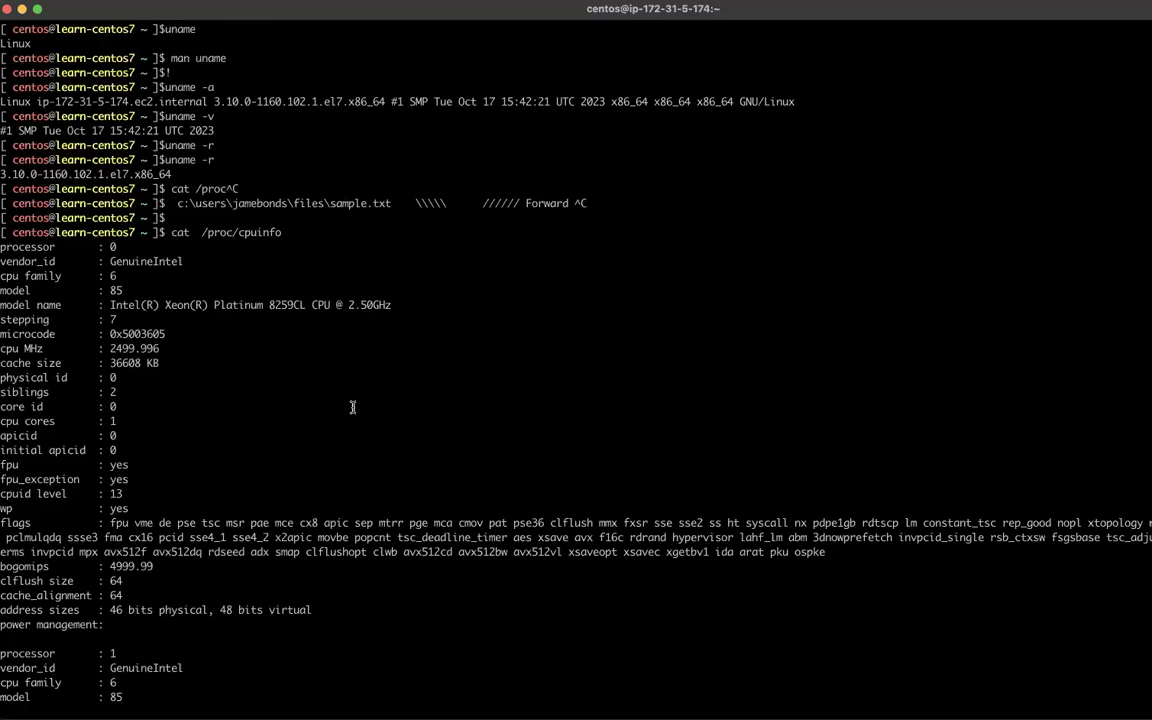 centos@ip-172-31-5-174:~
[ centos@learn-centos7 ~ ]$uname
Linux
[ centos@learn-centos7 ~ ]$ man uname
[ centos@learn-centos7 ~ ]$!
[ centos@learn-centos7 ~ ]$uname -a
Linux ip-172-31-5-174.ec2.internal 3.10.0-1160.102.1.el7.x86_64 #1 SMP Tue Oct 17 15:42:21 UTC 2023 x86_64 x86_64 x86_64 GNU/Linux
[ centos@learn-centos7 ~ ]$uname -v
#1 SMP Tue Oct 17 15:42:21 UTC 2023
[ centos@learn-centos7 ~ ]$uname -r
[ centos@learn-centos7 ~ ]$uname -r
3.10.0-1160.102.1.el7.x86_64
[ centos@learn-centos7 ~ ]$ cat /proc^C
[ centos@learn-centos7 ~ ]$  c:\users\jamebonds\files\sample.txt    \\\\\      ////// Forward ^C
[ centos@learn-centos7 ~ ]$
[ centos@learn-centos7 ~ ]$ cat  /proc/cpuinfo
processor       : 0
vendor_id       : GenuineIntel
cpu family      : 6
model           : 85
model name      : Intel(R) Xeon(R) Platinum 8259CL CPU @ 2.50GHz
stepping        : 7
microcode       : 0x5003605
cpu MHz         : 2499.996
cache size      : 36608 KB
physical id     : 0
siblings        : 2
core id         : 0
cpu cores       : 1
apicid          : 0
initial apicid  : 0
fpu             : yes
fpu_exception   : yes
cpuid level     : 13
wp              : yes
flags           : fpu vme de pse tsc msr pae mce cx8 apic sep mtrr pge mca cmov pat pse36 clflush mmx fxsr sse sse2 ss ht syscall nx pdpe1gb rdtscp lm constant_tsc rep_good nopl xtopology
pclmulqdq ssse3 fma cx16 pcid sse4_1 sse4_2 x2apic movbe popcnt tsc_deadline_timer aes xsave avx f16c rdrand hypervisor lahf_lm abm 3dnowprefetch invpcid_single rsb_ctxsw fsgsbase tsc_adju
erms invpcid mpx avx512f avx512dq rdseed adx smap clflushopt clwb avx512cd avx512bw avx512vl xsaveopt xsavec xgetbv1 ida arat pku ospke
bogomips        : 4999.99
clflush size    : 64
cache_alignment : 64
address sizes   : 46 bits physical, 48 bits virtual
power management:
processor       : 1
vendor_id       : GenuineIntel
cpu family      : 6
model           : 85